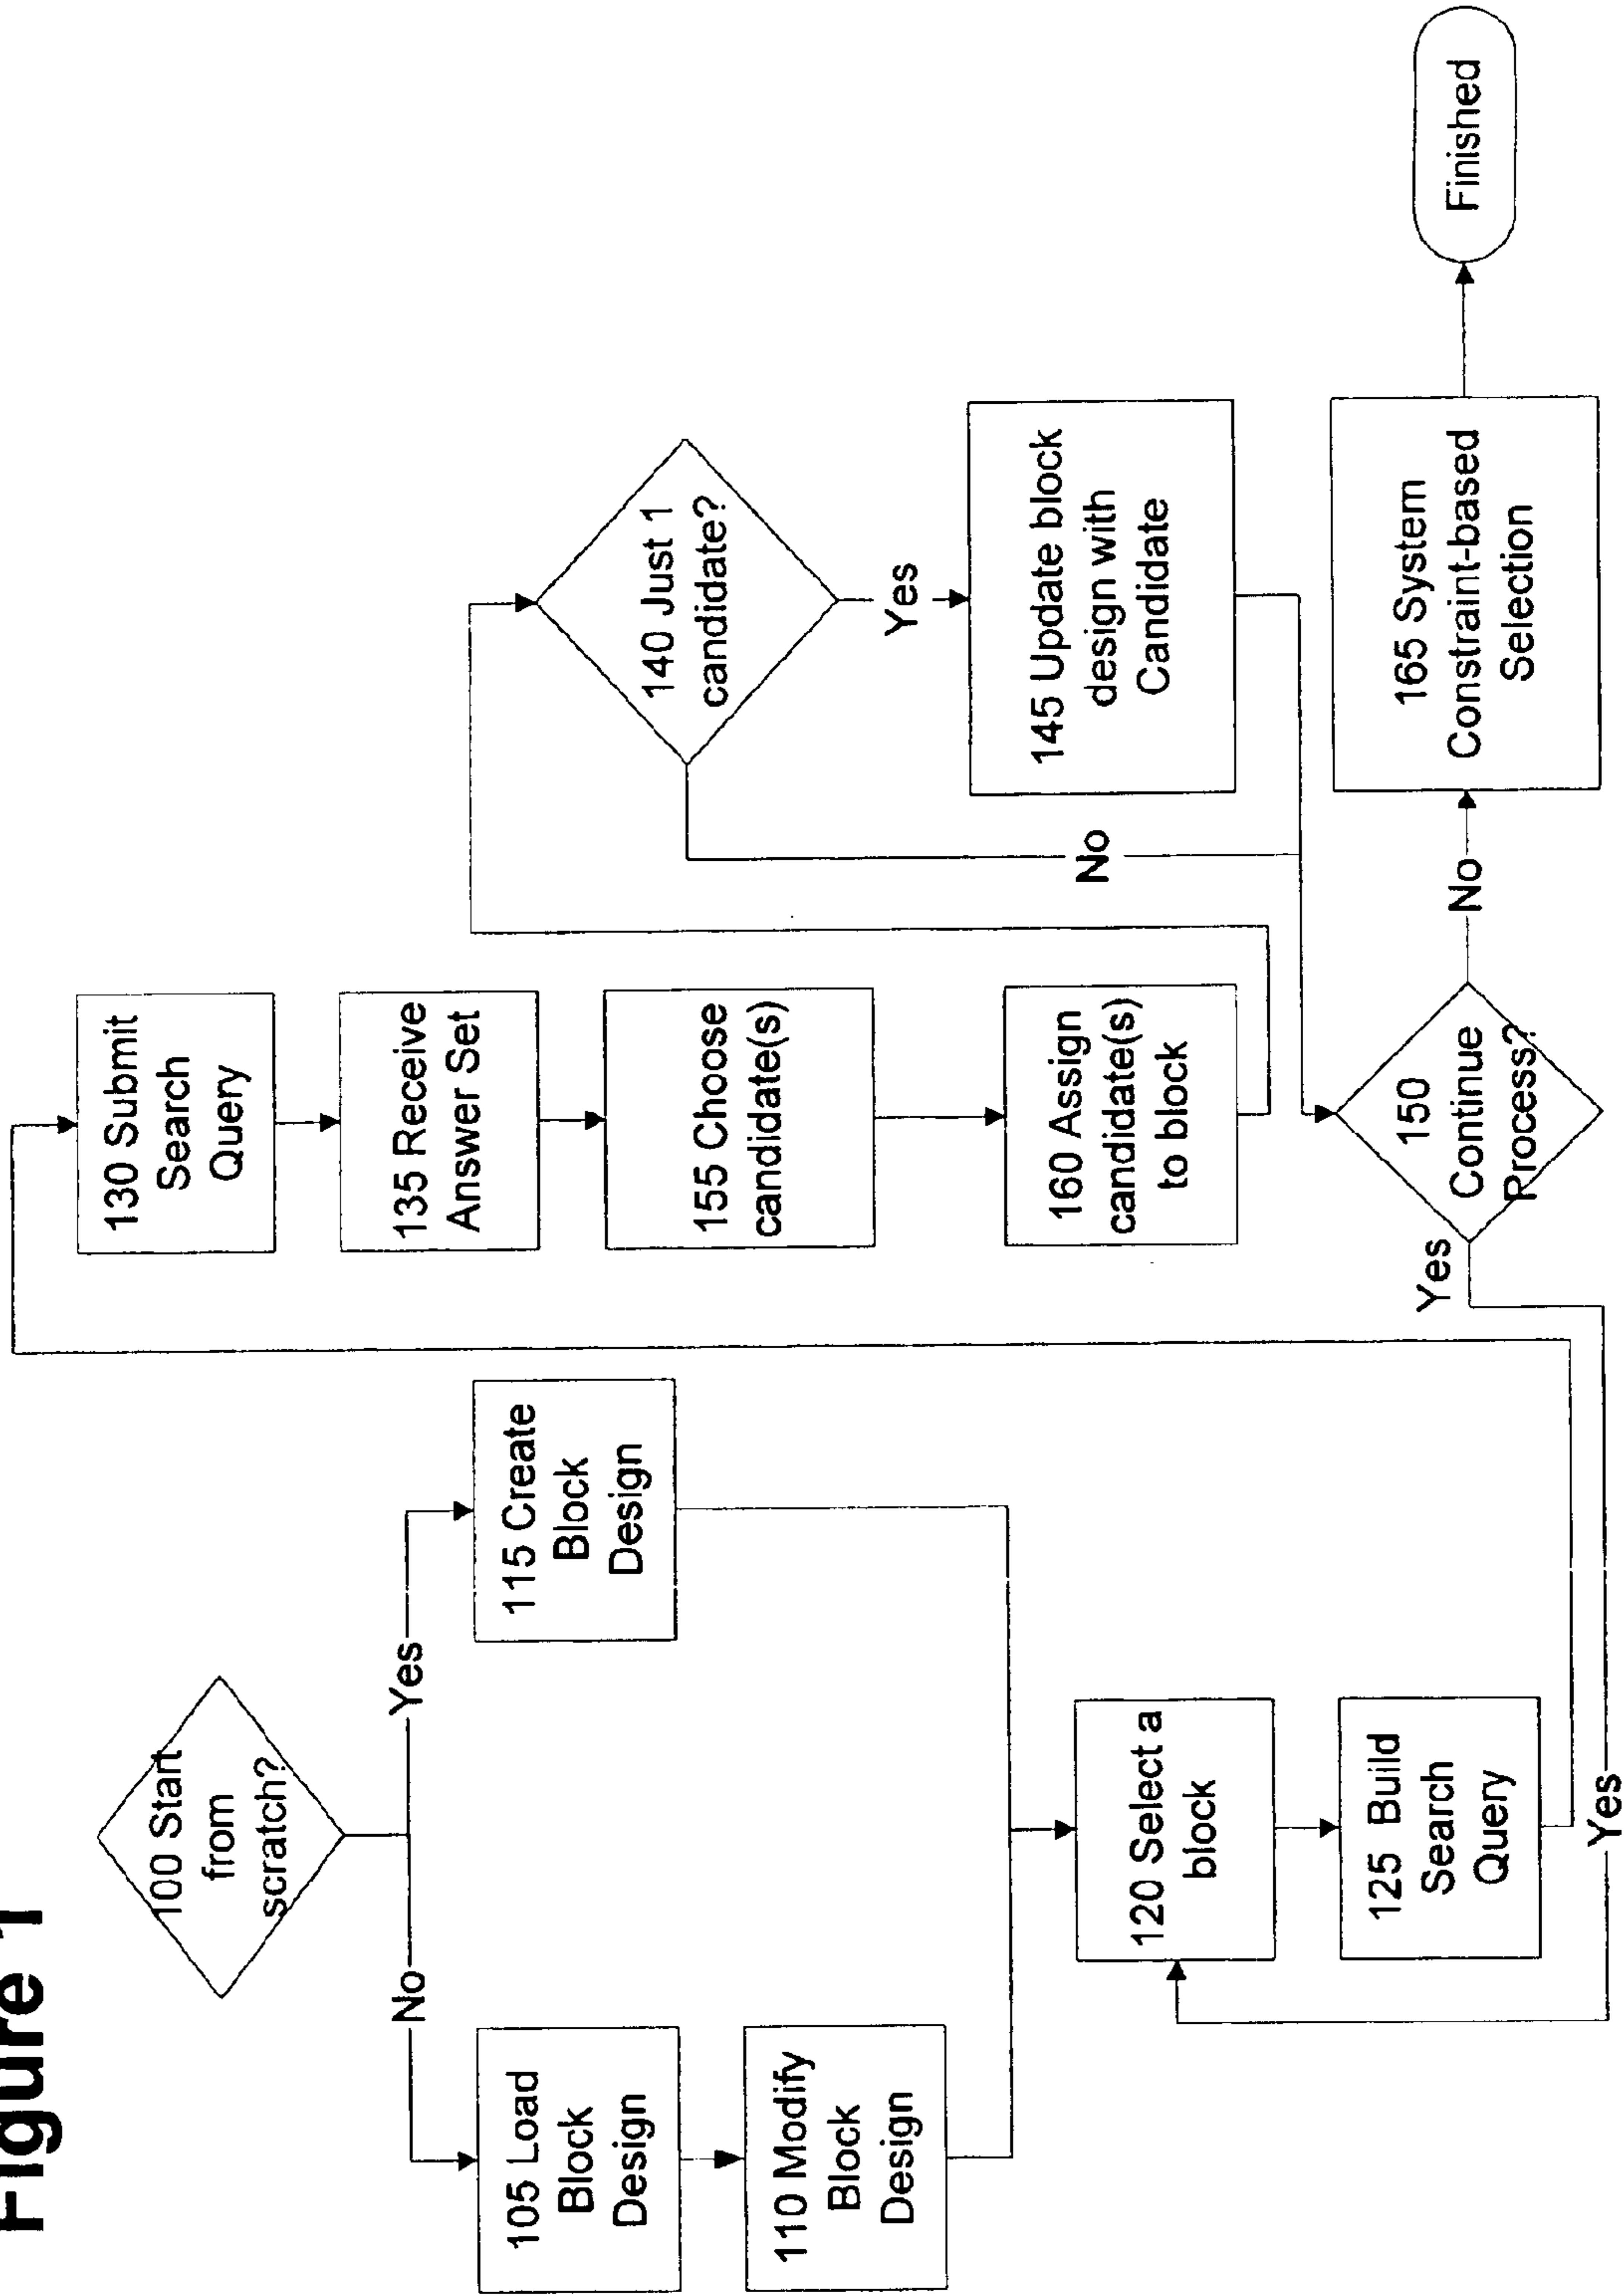 Figure 1
100 Start
from
scratch?
No
Yes
105 Load
Block
Design
110 Modify
Block
Design
115 Create
Block
Design
120 Select a
block
125 Build
Search
Query
130 Submit
Search
Query
135 Receive
Answer Set
155 Choose
candidate(s)
160 Assign
candidate(s)
to block
140 Just 1
candidate?
Yes
No
145 Update block
design with
Candidate
150
Continue
Process?
Yes
Yes
No
165 System
Constraint-based
Selection
Finished